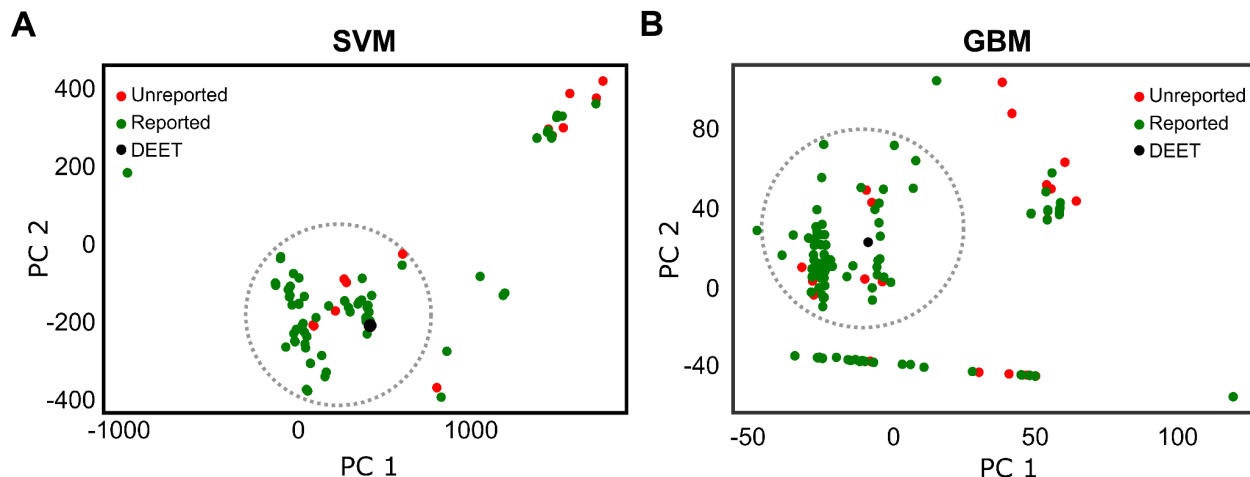 A
SVM
Unreported
Reported
DEET
400
200
0
-200
-400
PC 2
-1000
0
1000
PC 1
B
GBM
Unreported
Reported
DEET
80
40
0
-40
PC 2
-50
0
50
100
PC 1